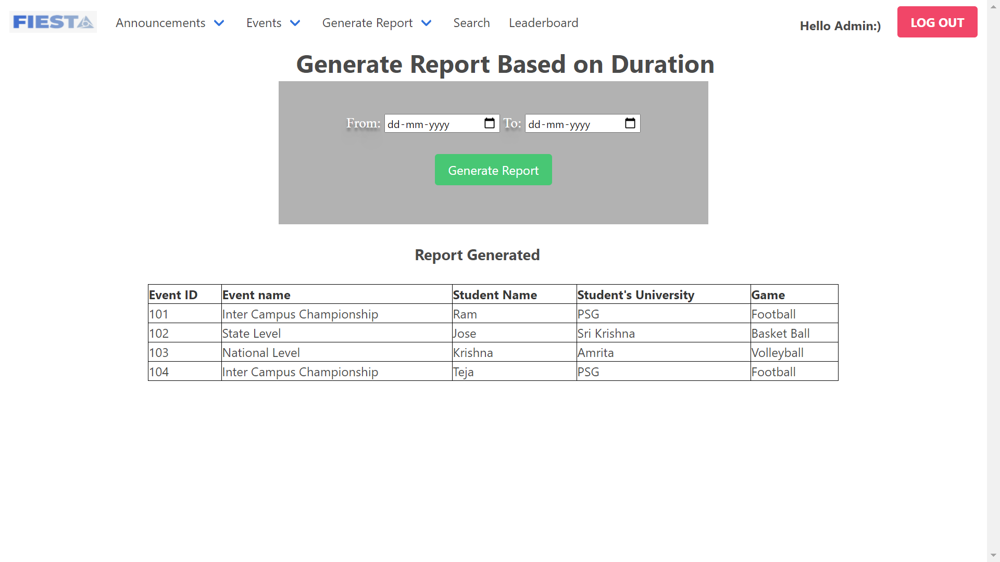 FIESTA Announcements Events Generate Report Search Leaderboard Hello Admin:) LOG OUT
Generate Report Based on Duration
From: dd-mm-yyyy To: dd-mm-yyyy
Generate Report
Report Generated
Event ID Event name Student Name Student's University Game
101 Inter Campus Championship Ram PSG Football
102 State Level Jose Sri Krishna Basket Ball
103 National Level Krishna Amrita Volleyball
104 Inter Campus Championship Teja PSG Football